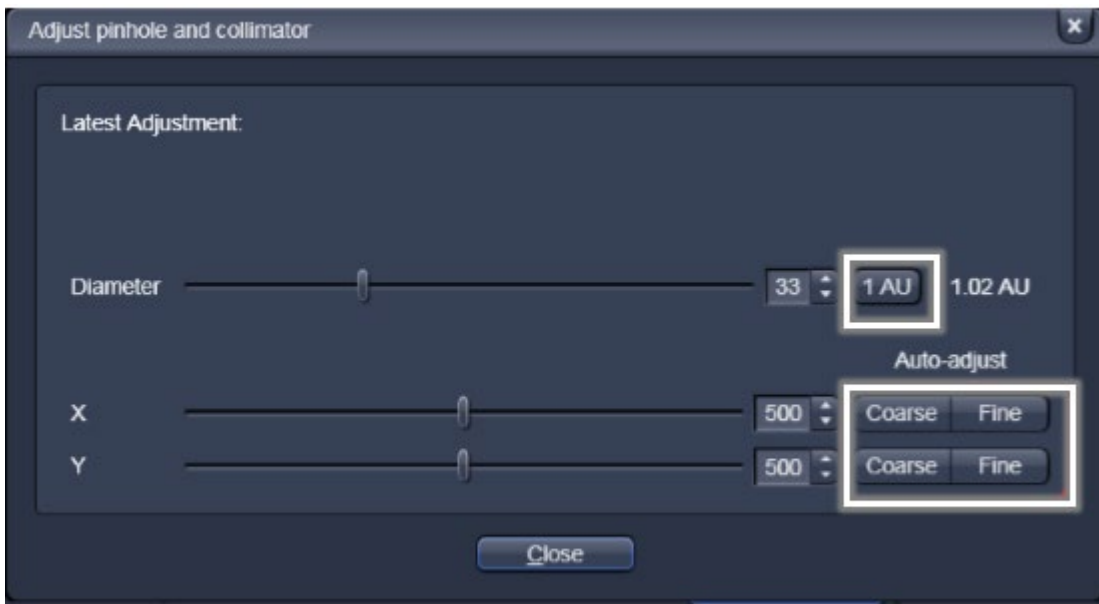 Adjust pinhole and collimator
x
Latest Adjustment:
Diameter 33 1 AU 1.02 AU
Auto-adjust
X 500 Coarse Fine
Y 500 Coarse Fine
Close